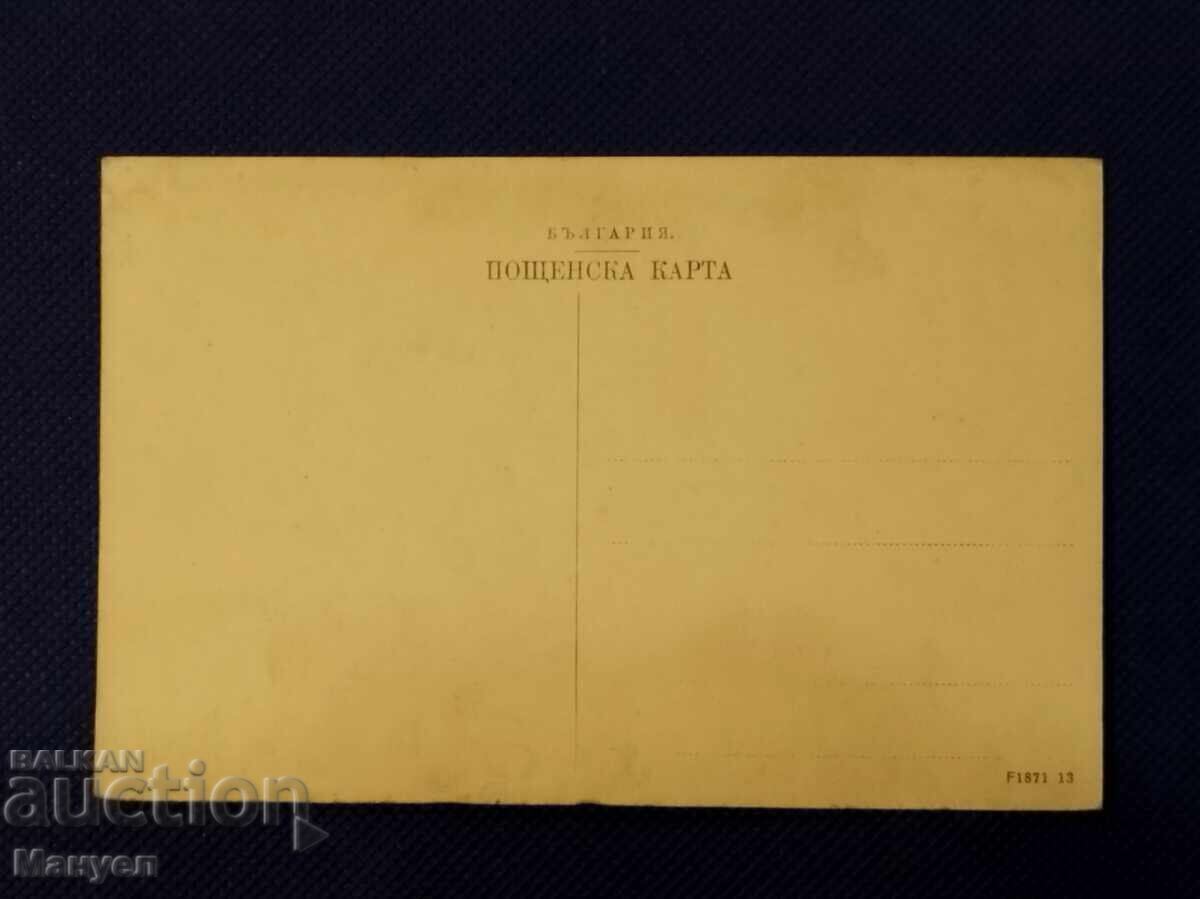 БЪЛГАРИЯ.
ПОЩЕНСКА КАРТА
F1871 13
BALKAN
auction
Мануел